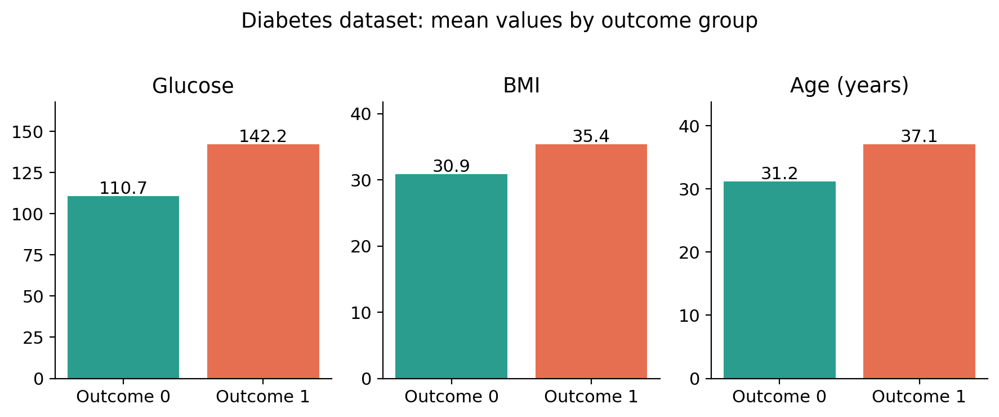 Diabetes dataset: mean values by outcome group
Glucose
150
125
100
75
50
25
0
110.7
142.2
Outcome 0
Outcome 1
BMI
40
30
20
10
0
30.9
35.4
Outcome 0
Outcome 1
Age (years)
40
30
20
10
0
31.2
37.1
Outcome 0
Outcome 1